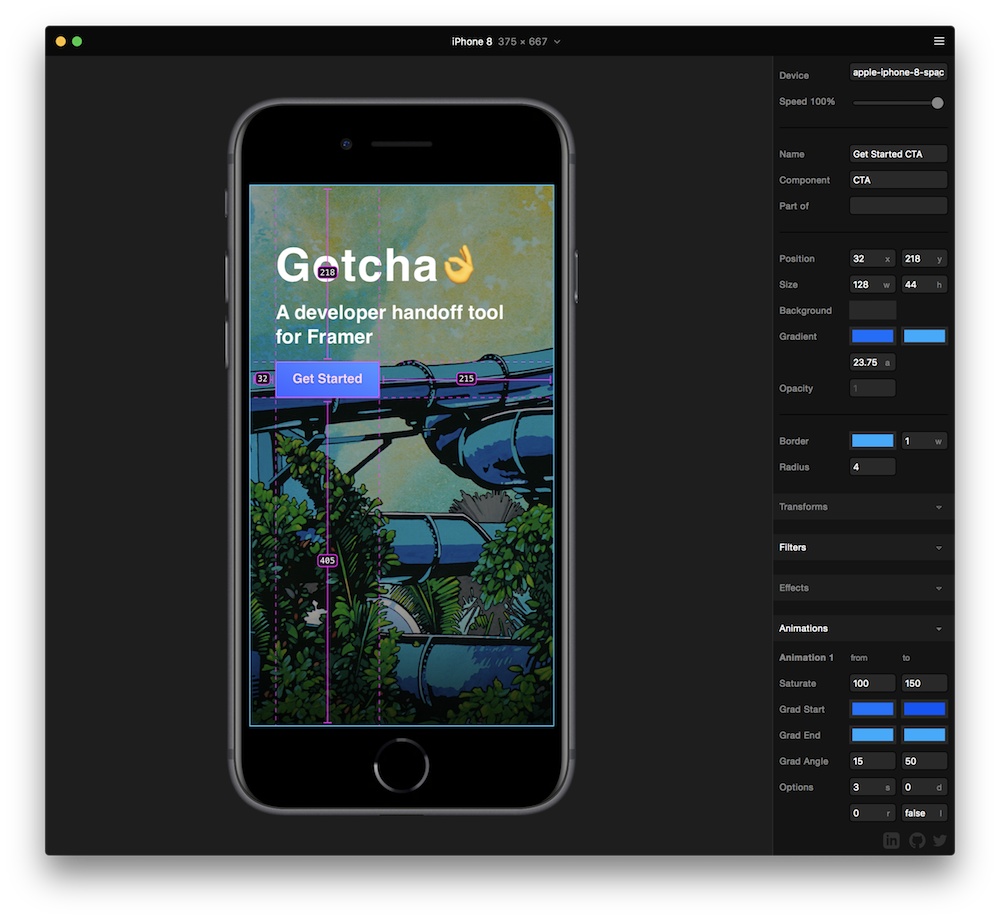 iPhone 8 375 × 667
Device apple-iphone-8-spac
Speed 100%
Name Get Started CTA
Component CTA
Part of
Position 32 x 218 y
Size 128 w 44 h
Background
Gradient
23.75 a
Opacity 1
Border 1 w
Radius 4
Transforms
Filters
Effects
Animations
Animation 1 from to
Saturate 100 150
Grad Start
Grad End
Grad Angle 15 50
Options 3 s 0 d
0 r false l
in
Gotcha👌
218
A developer handoff tool
for Framer
32 Get Started 215
405